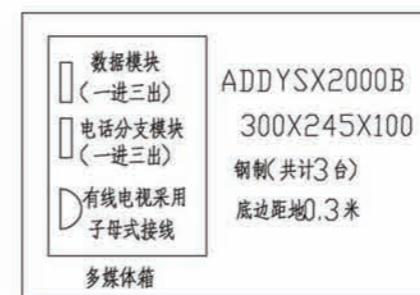 数据模块
(一进三出)
电话分支模块
(一进三出)
有线电视采用
子母式接线
多媒体箱
ADDYSX2000B
300X245X100
钢制(共计3台)
底边距地0.3米